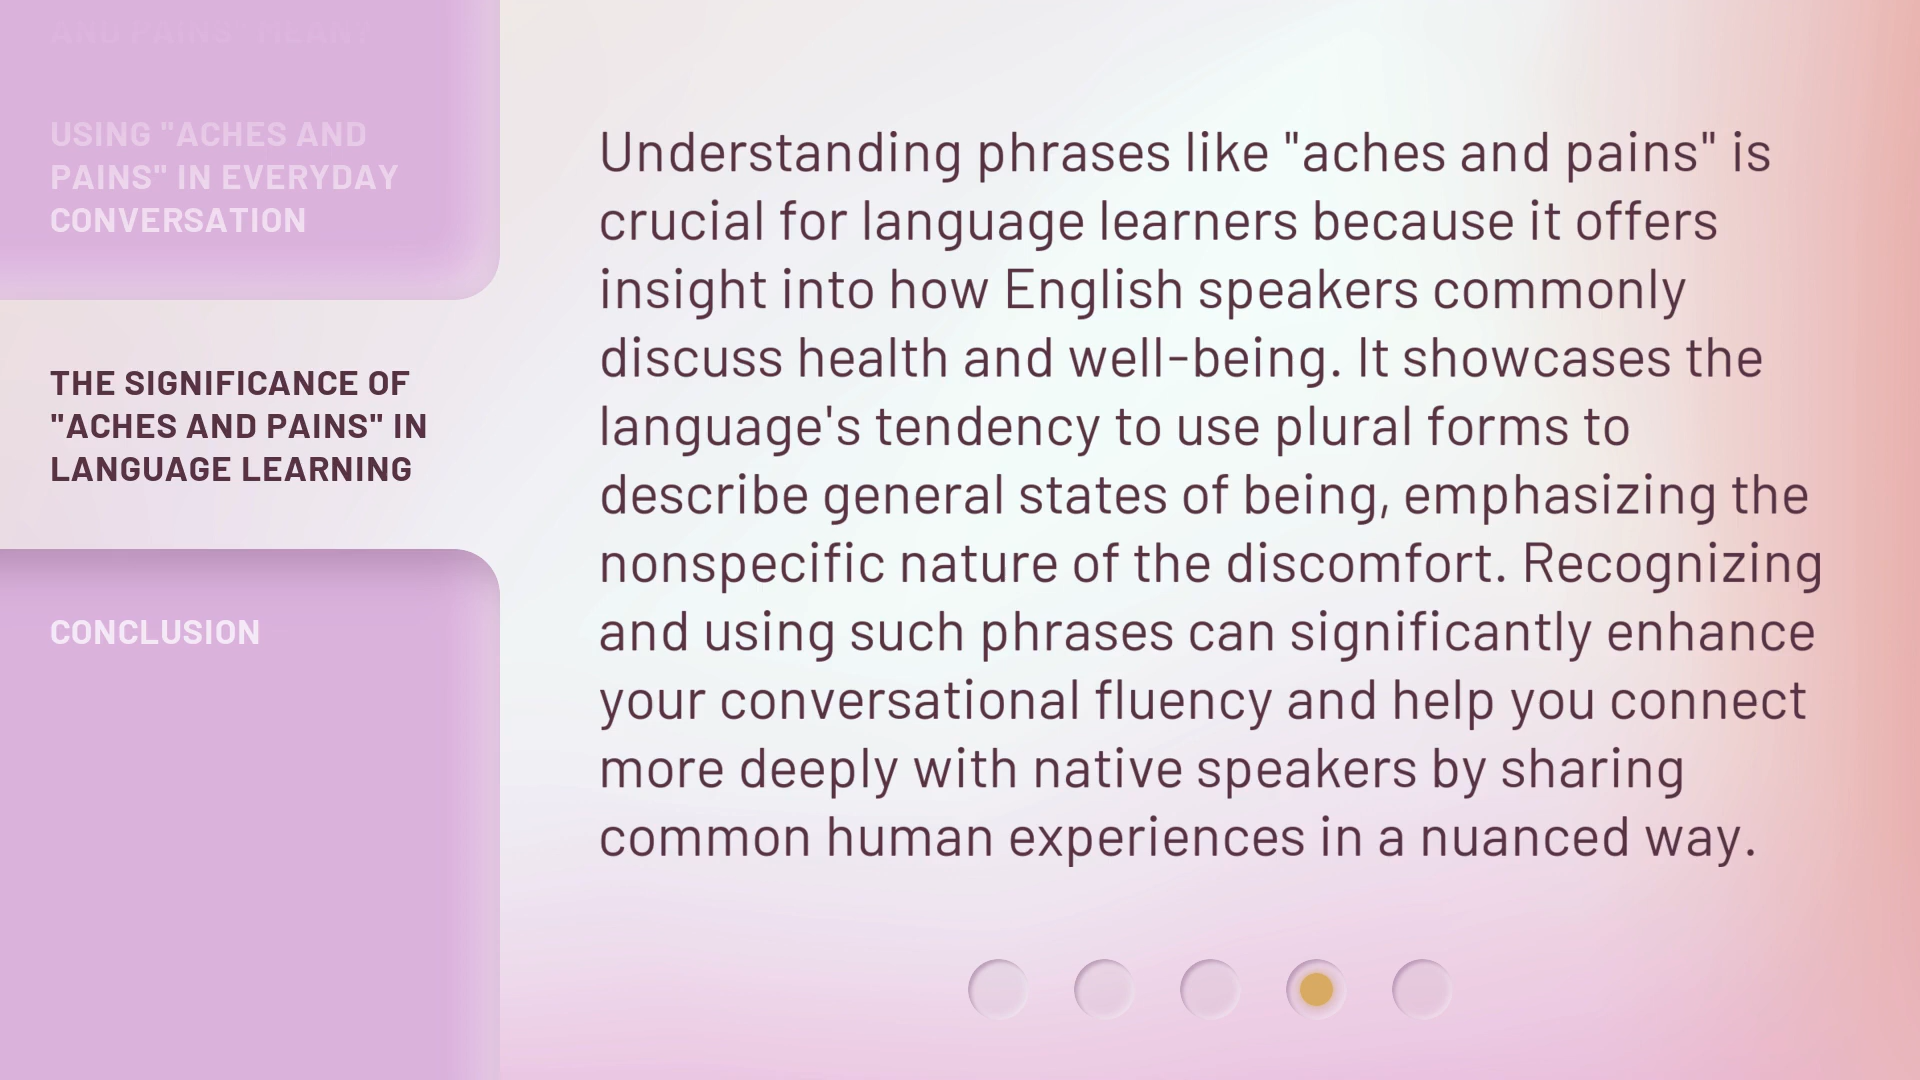 AND PAINS" MEAN?
USING "ACHES AND
PAINS" IN EVERYDAY
CONVERSATION
THE SIGNIFICANCE OF
"ACHES AND PAINS" IN
LANGUAGE LEARNING
CONCLUSION
Understanding phrases like "aches and pains" is
crucial for language learners because it offers
insight into how English speakers commonly
discuss health and well-being. It showcases the
language's tendency to use plural forms to
describe general states of being, emphasizing the
nonspecific nature of the discomfort. Recognizing
and using such phrases can significantly enhance
your conversational fluency and help you connect
more deeply with native speakers by sharing
common human experiences in a nuanced way.